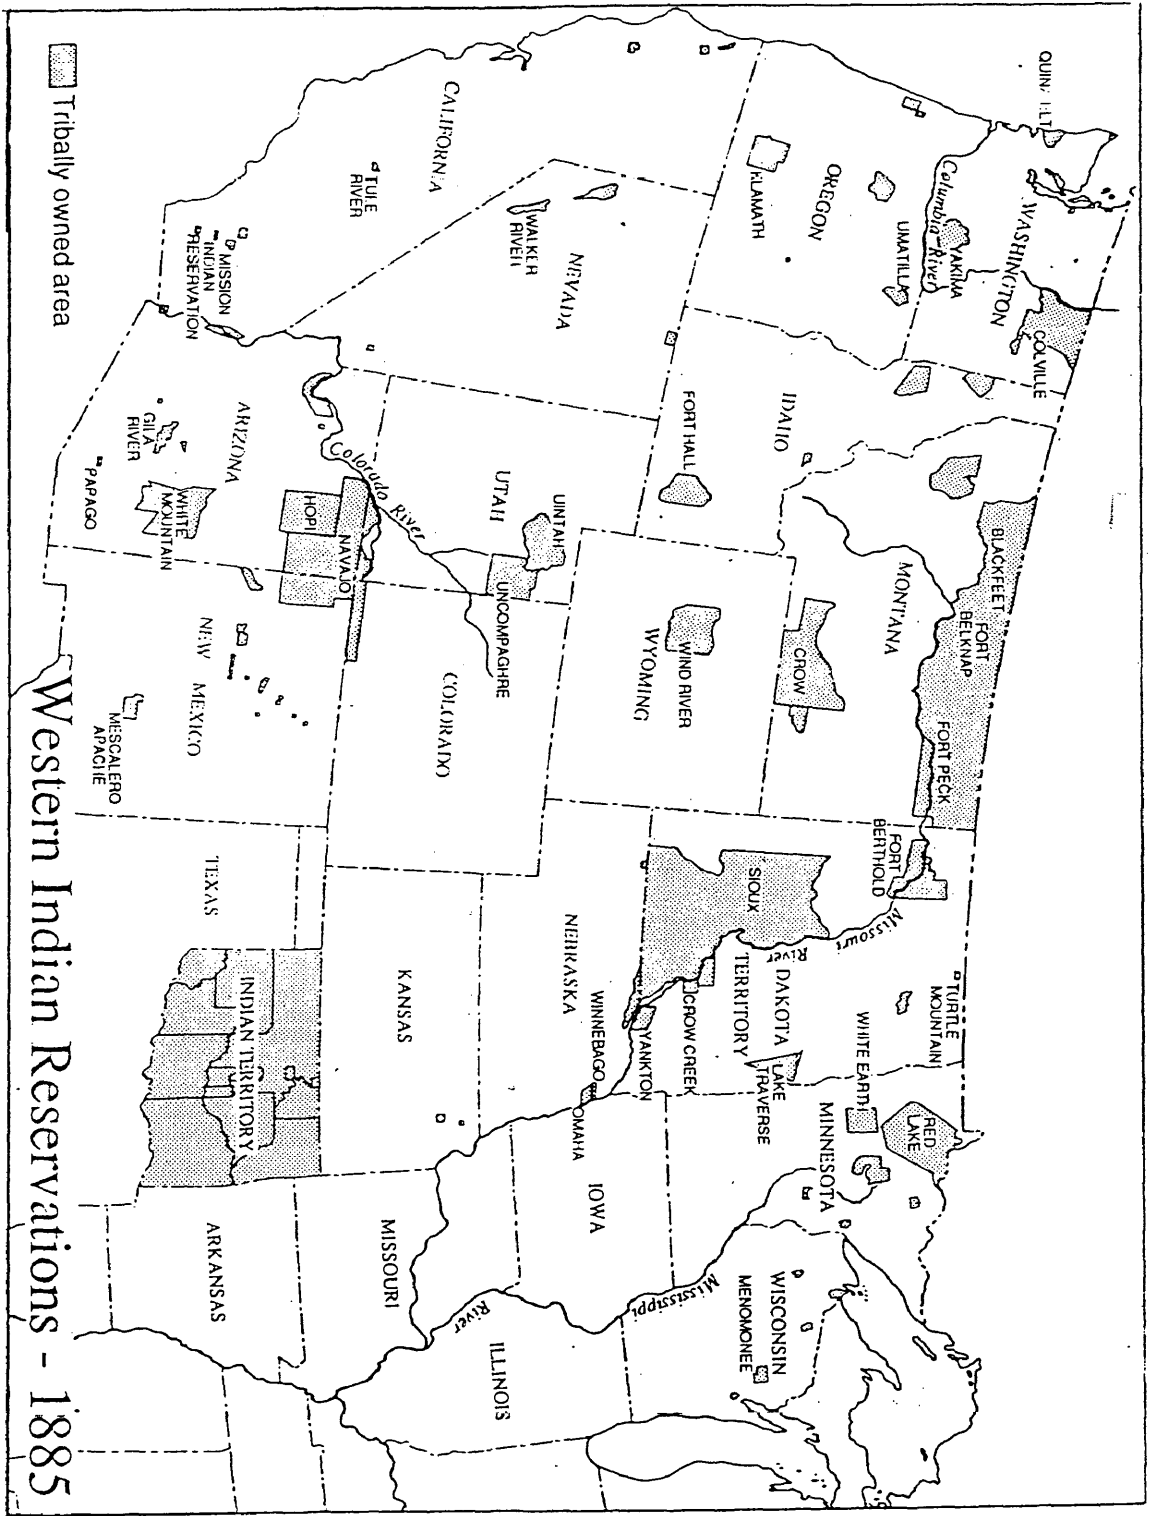 Western Indian Reservations - 1885
Tribally owned area
WASHINGTON
COLVILLE
YAKIMA
Columbia River
UMATILLA
OREGON
KLAMATH
CALIFORNIA
TULE
RIVER
MISSION
INDIAN
RESERVATION
NEVADA
WALKER
RIVER
IDAHO
FORT HALL
MONTANA
BLACKFEET
FORT
BELKNAP
FORT PECK
CROW
WYOMING
WIND RIVER
UTAH
UINTAH
UNCOMPAGHRE
Colorado River
COLORADO
ARIZONA
HOPI
NAVAJO
WHITE
MOUNTAIN
GILA
RIVER
PAPAGO
NEW
MEXICO
MESCALERO
APACHE
FORT
BERTHOLD
TURTLE
MOUNTAIN
Missouri
River
DAKOTA
TERRITORY
SIOUX
CROW CREEK
YANKTON
LAKE
TRAVERSE
NEBRASKA
WINNEBAGO
OMAHA
KANSAS
TEXAS
INDIAN TERRITORY
RED
LAKE
WHITE EARTH
MINNESOTA
IOWA
MISSOURI
ARKANSAS
Mississippi
River
WISCONSIN
MENOMONEE
ILLINOIS